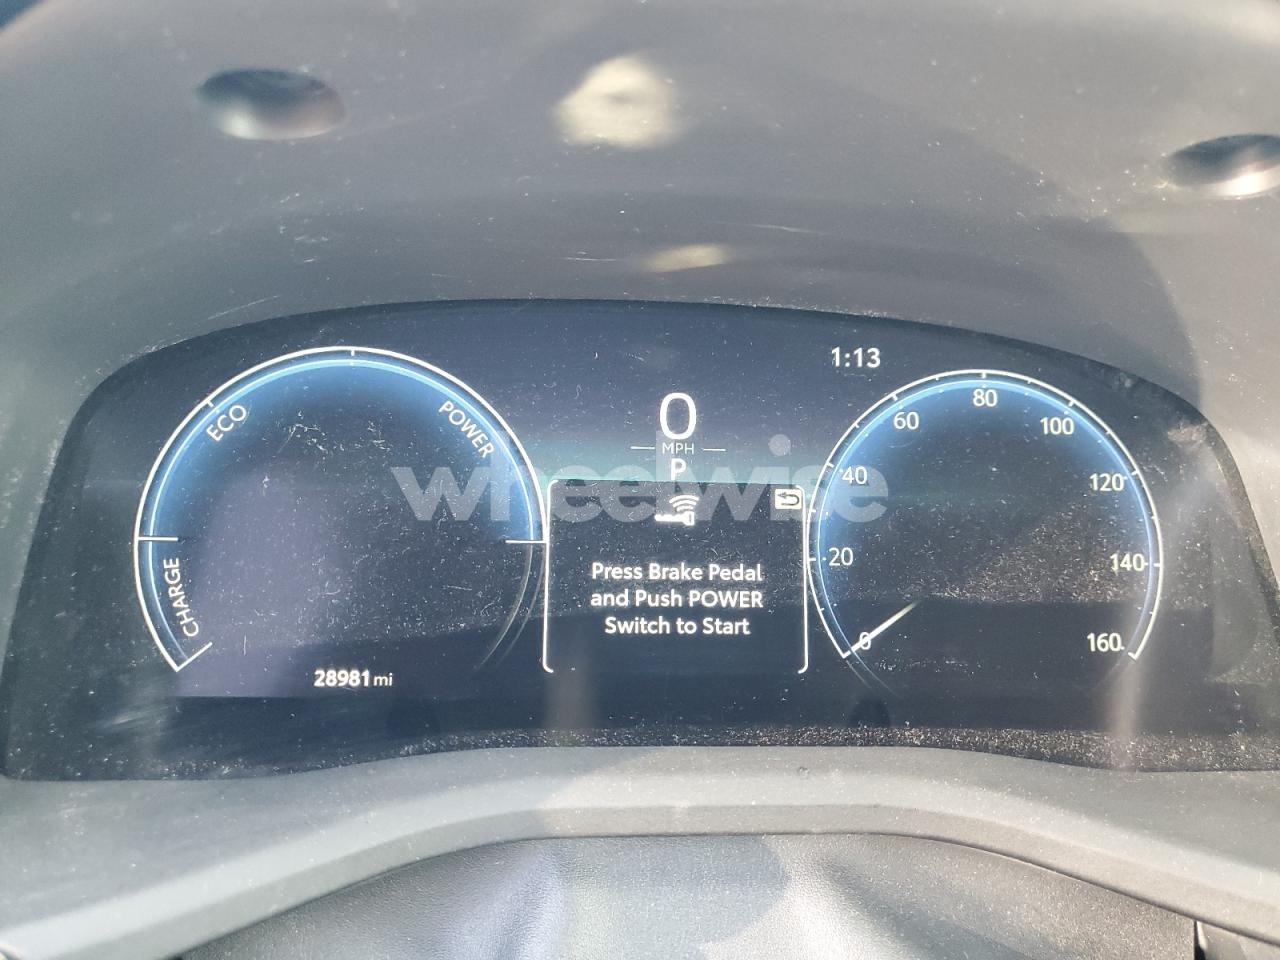 1:13
ECO
POWER
CHARGE
28981 mi
0
MPH
P
wheelwise
Press Brake Pedal
and Push POWER
Switch to Start
0
20
40
60
80
100
120
140
160